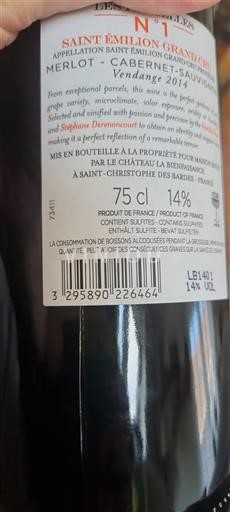 LES
N°1
SAINT ÉMILION GRAND CRU
APPELLATION SAINT ÉMILION GRAND CRU
MERLOT - CABERNET-SAUVIGNON
Vendange 2014
From exceptional parcels, this wine is the perfect
grape variety, microclimate, solar exposure,
Selected and vinified with passion and precision by the
and Stéphane Derenoncourt to obtain an identity and
making it a perfect reflection of a remarkable terroir.
MIS EN BOUTEILLE À LA PROPRIÉTÉ POUR MAISON
PAR LE CHÂTEAU LA BIENFAISANCE
À SAINT-CHRISTOPHE DES BARDES - FRANCE
75 cl 14%
PRODUIT DE FRANCE / PRODUCT OF FRANCE
CONTIENT SULFITES - CONTAINS SULPHITES
ENTHÄLT SULFITE - BEVAT SULFIETEN
LA CONSOMMATION DE BOISSONS ALCOOLISÉES PENDANT LA GROSSESSE, MÊME EN
QUANTITÉ, PEUT AVOIR DES CONSÉQUENCES GRAVES SUR LA SANTÉ DE L'ENFANT
73411
LB1401
14% VOL
3 295890 226464